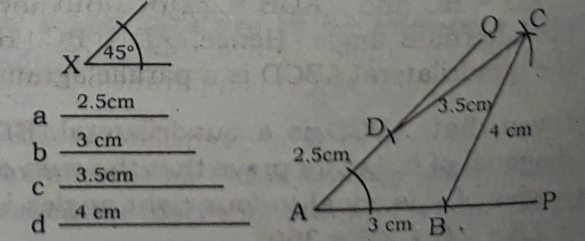 X 45°
a 2.5cm
b 3 cm
c 3.5cm
d 4 cm
Q C
D 3.5cm
4 cm
2.5cm
A 3 cm B P